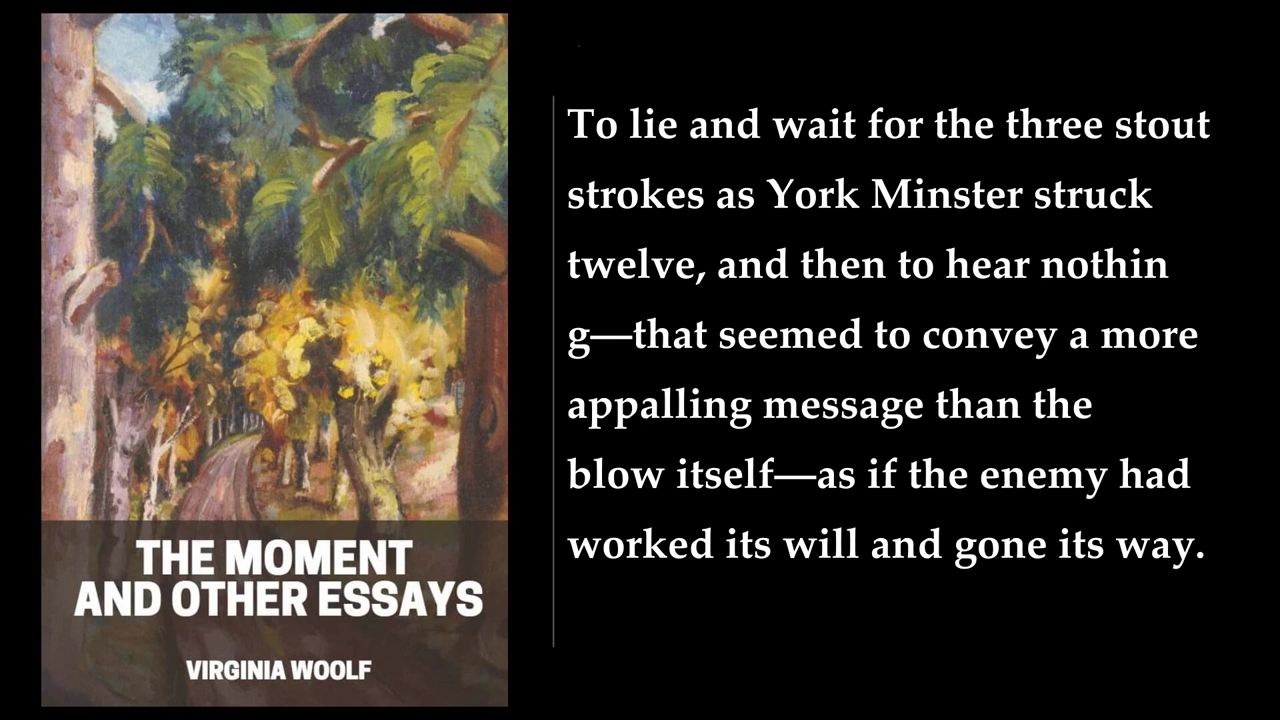 THE MOMENT
AND OTHER ESSAYS
VIRGINIA WOOLF
To lie and wait for the three stout
strokes as York Minster struck
twelve, and then to hear nothin
g—that seemed to convey a more
appalling message than the
blow itself—as if the enemy had
worked its will and gone its way.